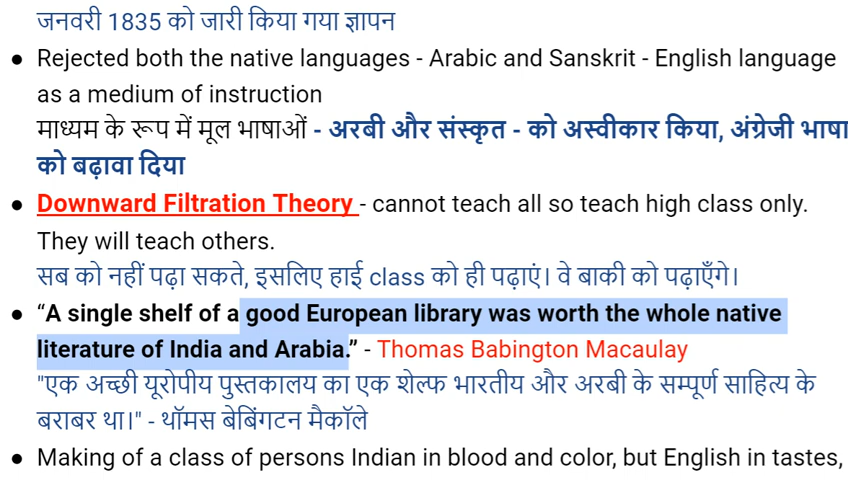 जनवरी 1835 को जारी किया गया ज्ञापन
● Rejected both the native languages - Arabic and Sanskrit - English language
as a medium of instruction
माध्यम के रूप में मूल भाषाओं - अरबी और संस्कृत - को अस्वीकार किया, अंग्रेजी भाषा
को बढ़ावा दिया
● Downward Filtration Theory - cannot teach all so teach high class only.
They will teach others.
सब को नहीं पढ़ा सकते, इसलिए हाई class को ही पढ़ाएं। वे बाकी को पढ़ाएँगे।
● “A single shelf of a good European library was worth the whole native
literature of India and Arabia.” - Thomas Babington Macaulay
"एक अच्छी यूरोपीय पुस्तकालय का एक शेल्फ भारतीय और अरबी के सम्पूर्ण साहित्य के
बराबर था।" - थॉमस बेबिंगटन मैकॉले
● Making of a class of persons Indian in blood and color, but English in tastes,